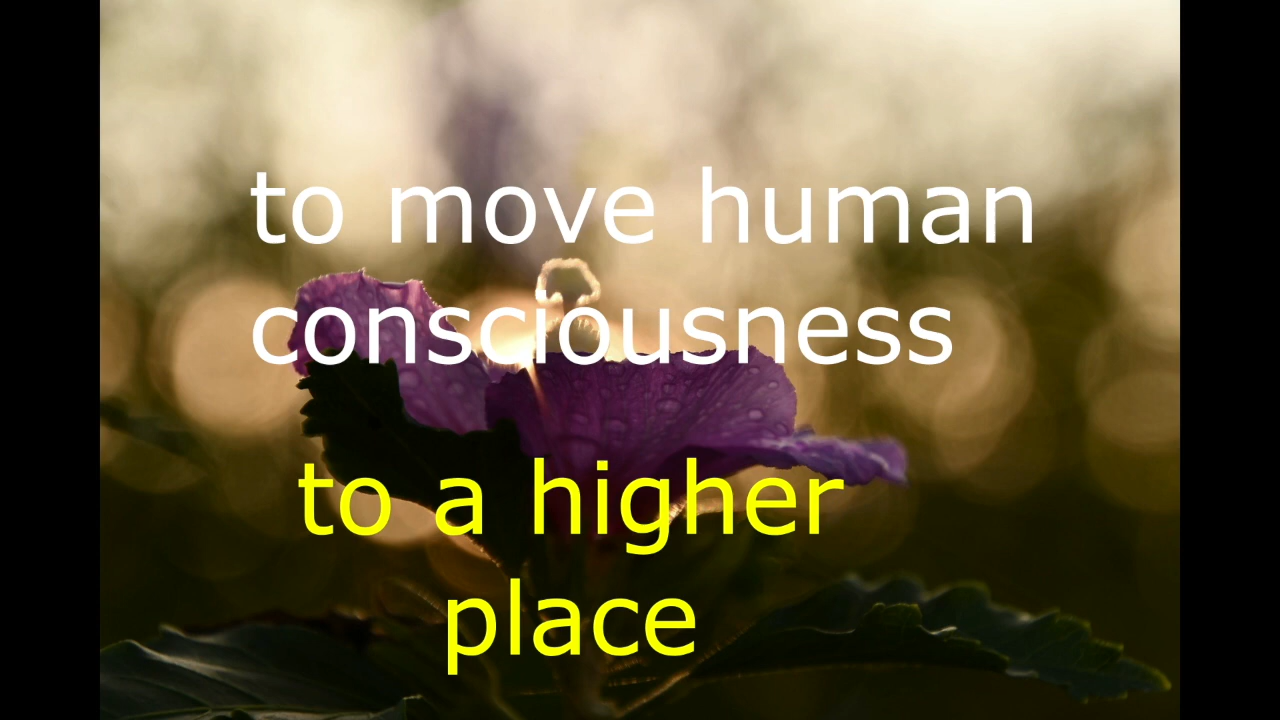 to move human
consciousness
to a higher
place